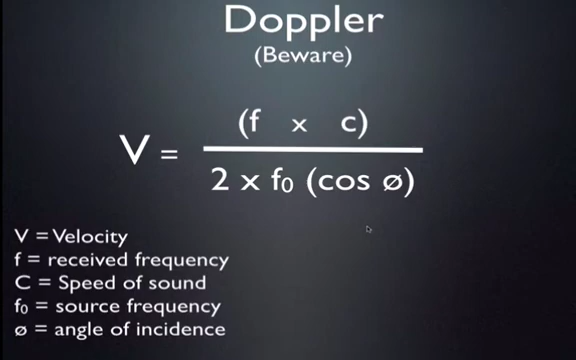 Doppler
(Beware)
V = (f x c)
2 x f₀ (cos ø)
V = Velocity
f = received frequency
C = Speed of sound
f₀ = source frequency
ø = angle of incidence